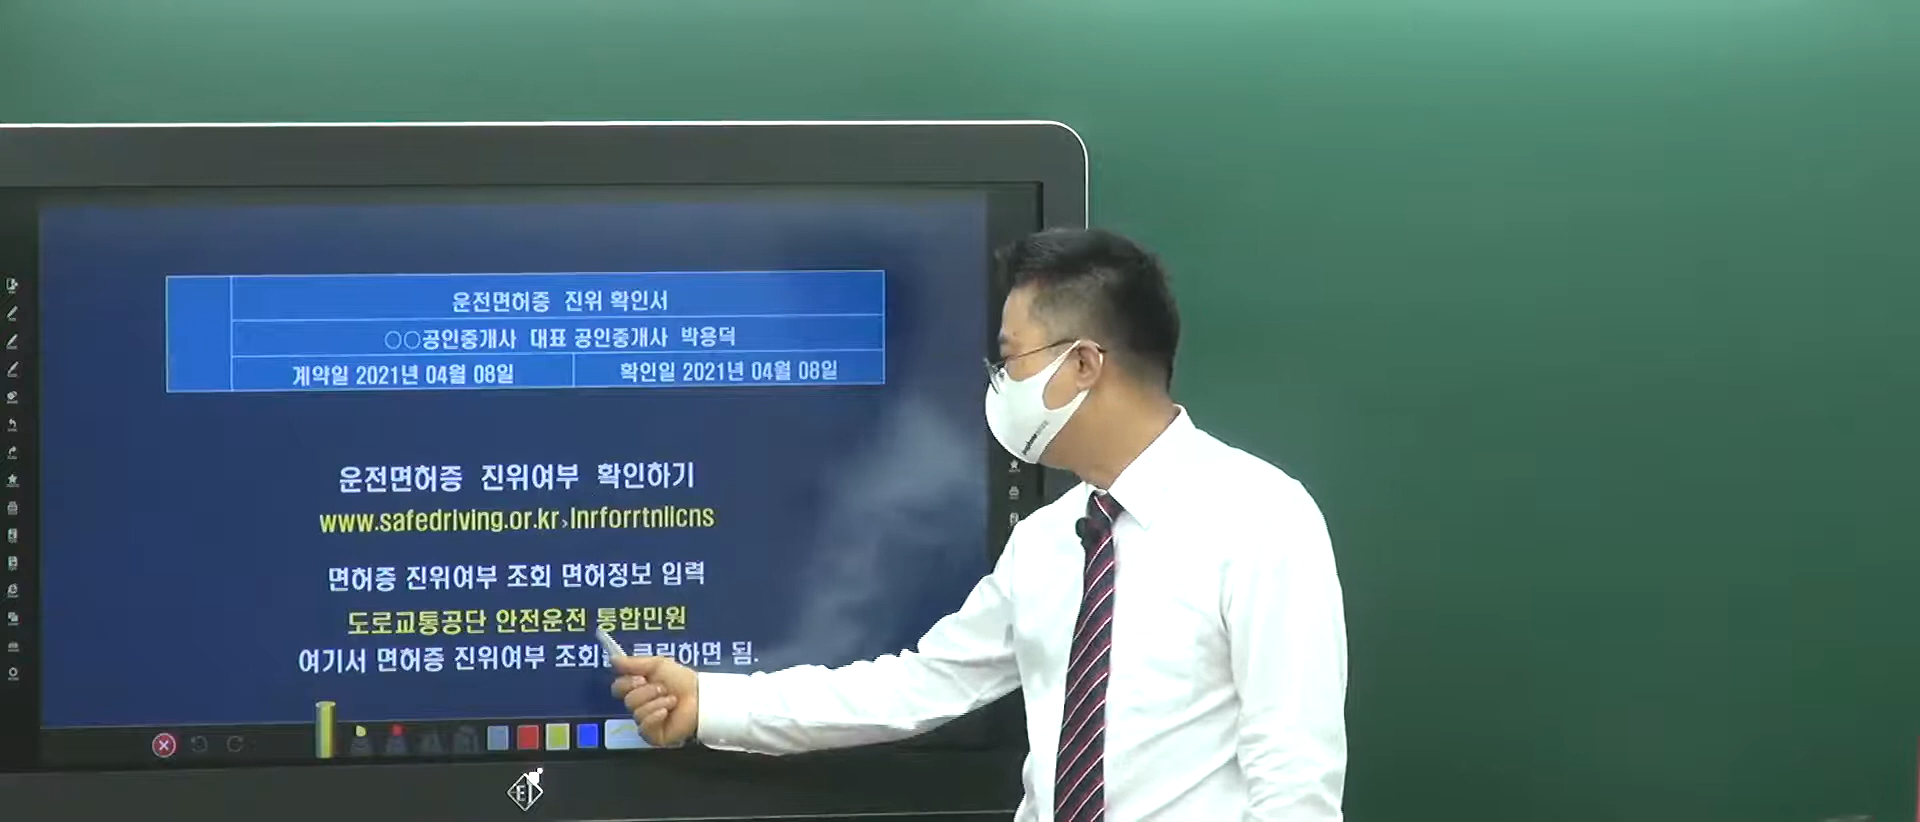 운전면허증 진위 확인서
○○공인중개사 대표 공인중개사 박용덕
계약일 2021년 04월 08일 확인일 2021년 04월 08일
운전면허증 진위여부 확인하기
www.safedriving.or.kr›lnrforrtnllcns
면허증 진위여부 조회 면허정보 입력
도로교통공단 안전운전 통합민원
여기서 면허증 진위여부 조회를 클릭하면 됨.